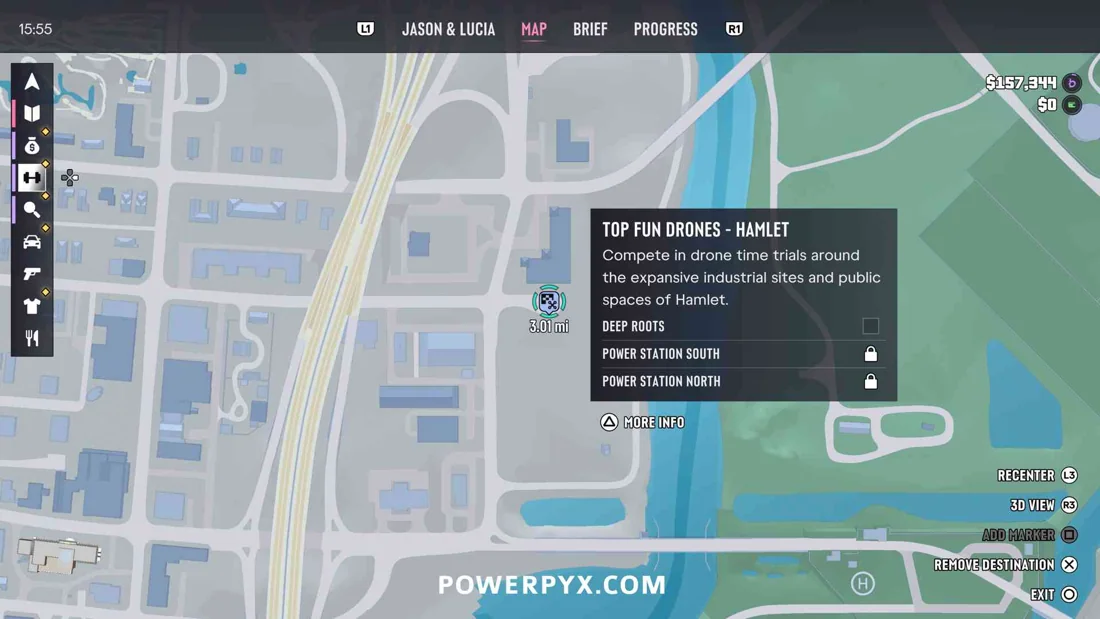 15:55
L1 JASON & LUCIA MAP BRIEF PROGRESS R1
$157,344
$0
TOP FUN DRONES - HAMLET
Compete in drone time trials around
the expansive industrial sites and public
spaces of Hamlet.
3.01 mi
DEEP ROOTS
POWER STATION SOUTH
POWER STATION NORTH
MORE INFO
RECENTER L3
3D VIEW R3
ADD MARKER
REMOVE DESTINATION
EXIT
H
POWERPYX.COM